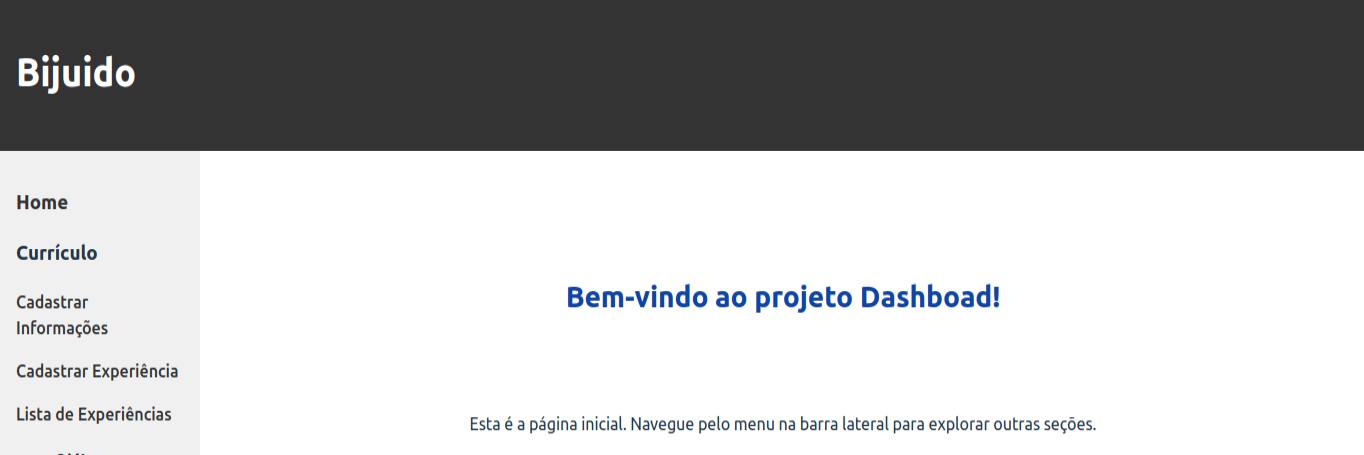 Bijuido
Home
Currículo
Cadastrar
Informações
Cadastrar Experiência
Lista de Experiências
Bem-vindo ao projeto Dashboad!
Esta é a página inicial. Navegue pelo menu na barra lateral para explorar outras seções.